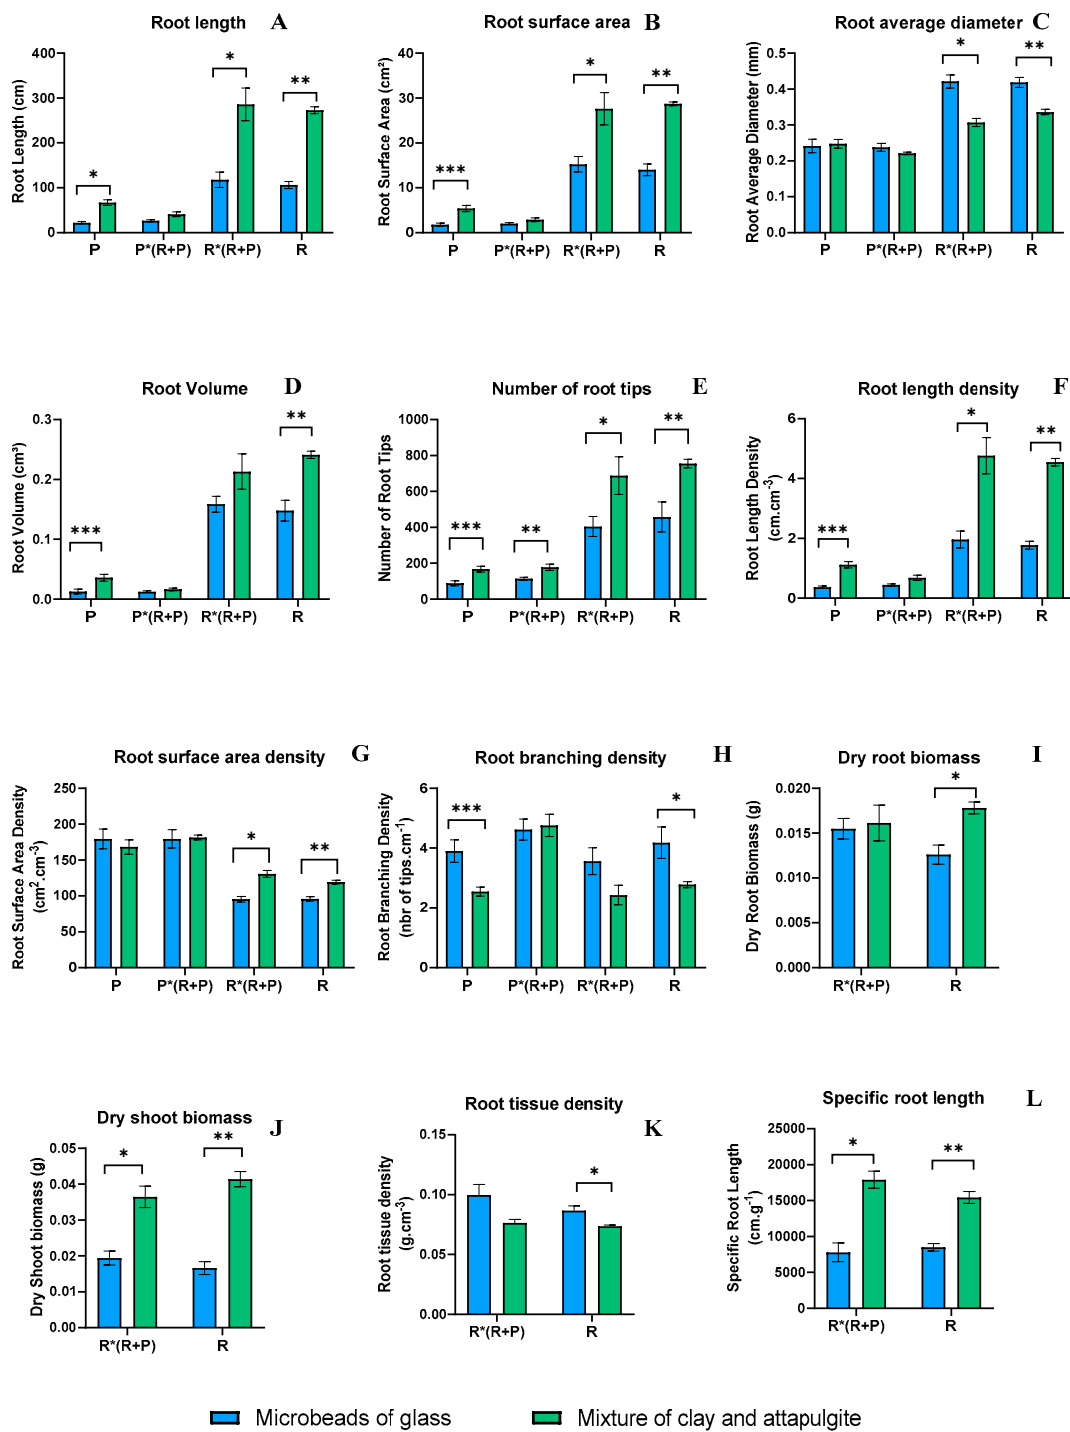 Root length A
Root Length (cm)
400
300
200
100
0
* * **
P P*(R+P) R*(R+P) R
Root surface area B
Root Surface Area (cm²)
40
30
20
10
0
*** * **
P P*(R+P) R*(R+P) R
Root average diameter C
Root Average Diameter (mm)
0.5
0.4
0.3
0.2
0.1
0.0
* **
P P*(R+P) R*(R+P) R
Root Volume D
Root Volume (cm³)
0.3
0.2
0.1
0.0
*** **
P P*(R+P) R*(R+P) R
Number of root tips E
Number of Root Tips
1000
800
600
400
200
0
*** ** * **
P P*(R+P) R*(R+P) R
Root length density F
Root Length Density
(cm.cm⁻³)
6
4
2
0
*** * **
P P*(R+P) R*(R+P) R
Root surface area density G
Root Surface Area Density
(cm².cm⁻³)
250
200
150
100
50
0
* **
P P*(R+P) R*(R+P) R
Root branching density H
Root Branching Density
(nbr of tips.cm⁻¹)
6
4
2
0
*** *
P P*(R+P) R*(R+P) R
Dry root biomass I
Dry Root Biomass (g)
0.020
0.015
0.010
0.005
0.000
*
R*(R+P) R
Dry shoot biomass J
Dry Shoot biomass (g)
0.05
0.04
0.03
0.02
0.01
0.00
* **
R*(R+P) R
Root tissue density K
Root tissue density
(g.cm⁻³)
0.15
0.10
0.05
0.00
*
R*(R+P) R
Specific root length L
Specific Root Length
(cm.g⁻¹)
25000
20000
15000
10000
5000
0
* **
R*(R+P) R
Microbeads of glass Mixture of clay and attapulgite